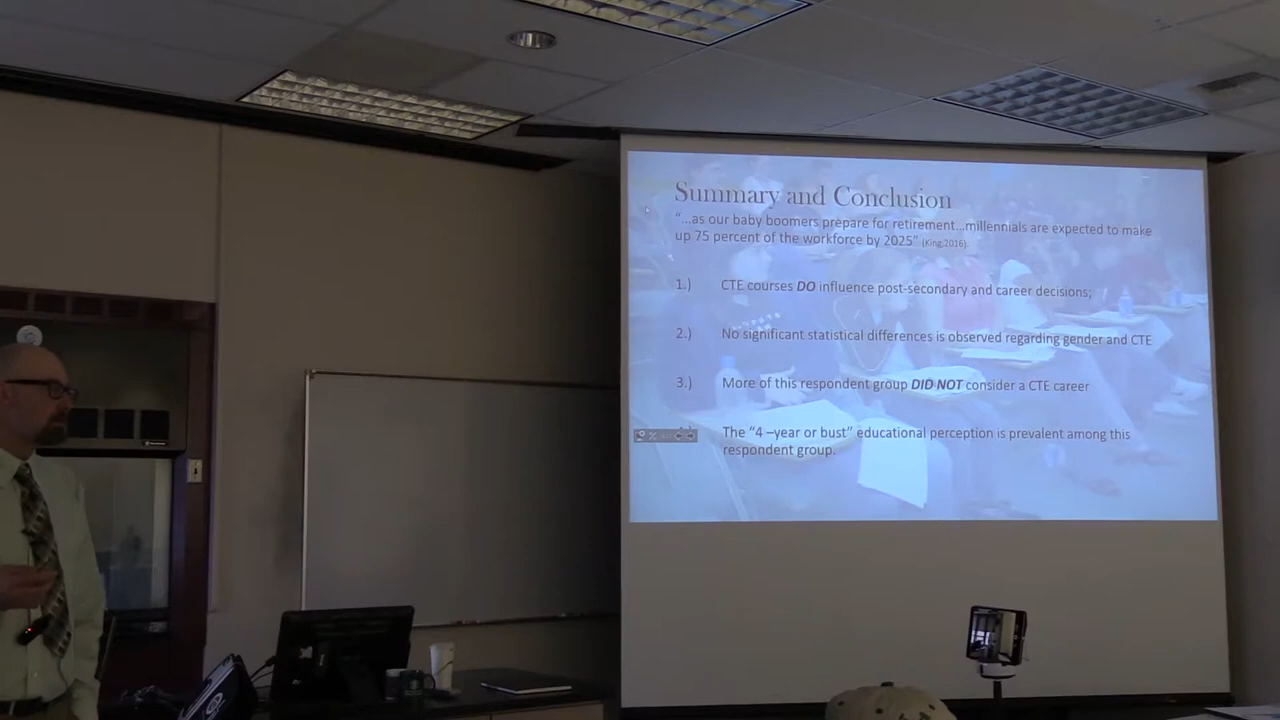 Summary and Conclusion
“...as our baby boomers prepare for retirement...millennials are expected to make
up 75 percent of the workforce by 2025” (King,2016).
1.) CTE courses DO influence post-secondary and career decisions;
2.) No significant statistical differences is observed regarding gender and CTE
3.) More of this respondent group DID NOT consider a CTE career
The “4 –year or bust” educational perception is prevalent among this
respondent group.